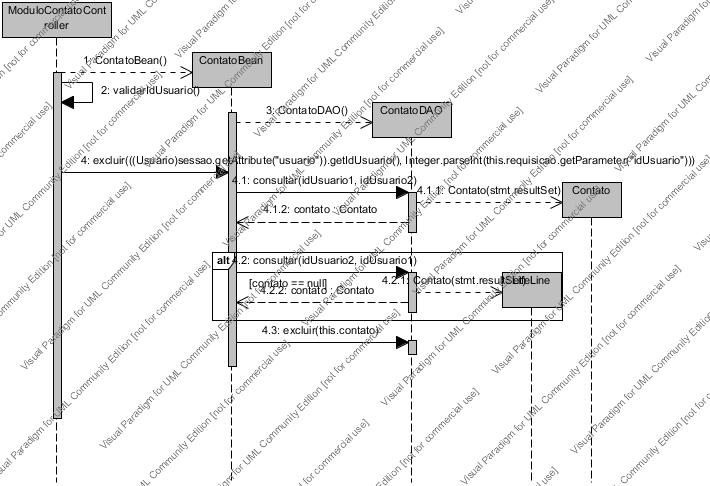 ModuloContatoCont
roller
1: ContatoBean()
ContatoBean
2: validarIdUsuario()
3: ContatoDAO()
ContatoDAO
4: excluir(((Usuario)sessao.getAttribute("usuario")).getIdUsuario(), Integer.parseInt(this.requisicao.getParameter("idUsuario")))
4.1: consultar(idUsuario1, idUsuario2)
4.1.1: Contato(stmt.resultSet)
Contato
4.1.2: contato : Contato
alt
4.2: consultar(idUsuario2, idUsuario1)
[contato == null]
4.2.1: Contato(stmt.resultSet)
LifeLine
4.2.2: contato : Contato
4.3: excluir(this.contato)
Visual Paradigm for UML Community Edition [not for commercial use]